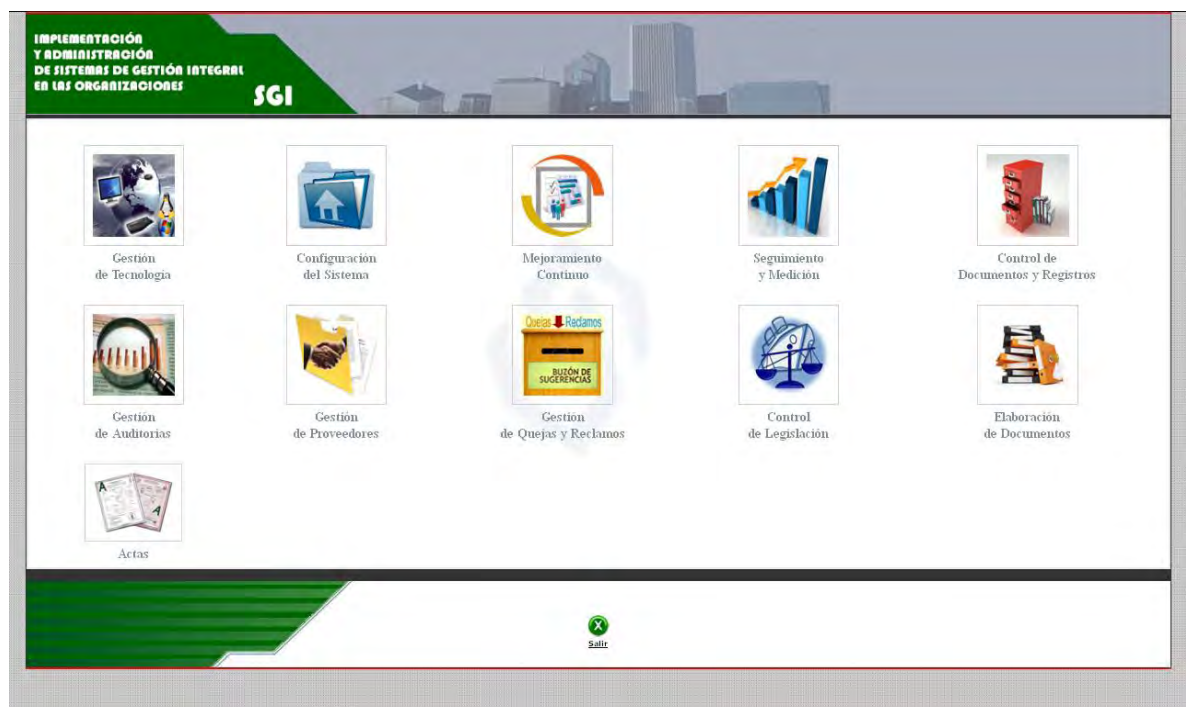 IMPLEMENTACIÓN
Y ADMINISTRACIÓN
DE SISTEMAS DE GESTIÓN INTEGRAL
EN LAS ORGANIZACIONES
SGI
Gestión
de Tecnologia
Configuración
del Sistema
Mejoramiento
Continuo
Seguimiento
y Medición
Control de
Documentos y Registros
Quejas Reclamos
BUZÓN DE
SUGERENCIAS
Gestión
de Auditorias
Gestión
de Proveedores
Gestión
de Quejas y Reclamos
Control
de Legislación
Elaboración
de Documentos
A
A
Actas
X
Salir